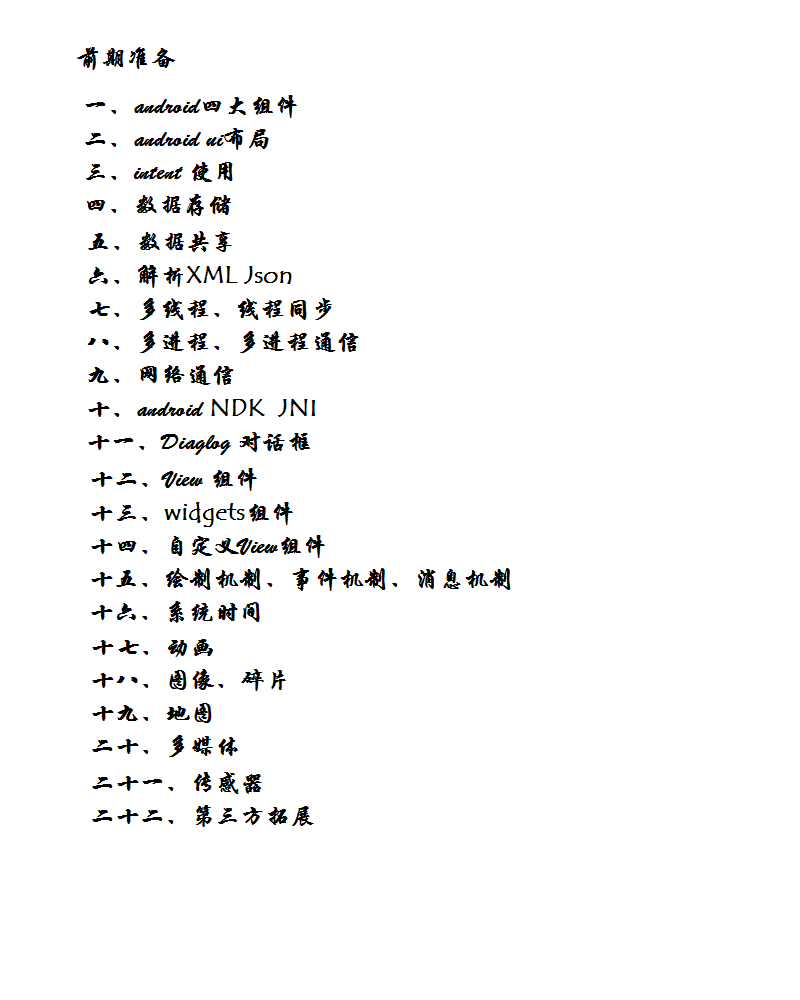 前期准备
一、android四大组件
二、android ui布局
三、intent 使用
四、数据存储
五、数据共享
六、解析XML Json
七、多线程、线程同步
八、多进程、多进程通信
九、网络通信
十、android NDK JNI
十一、Diaglog 对话框
十二、View 组件
十三、widgets组件
十四、自定义View组件
十五、绘制机制、事件机制、消息机制
十六、系统时间
十七、动画
十八、图像、碎片
十九、地图
二十、多媒体
二十一、传感器
二十二、第三方拓展